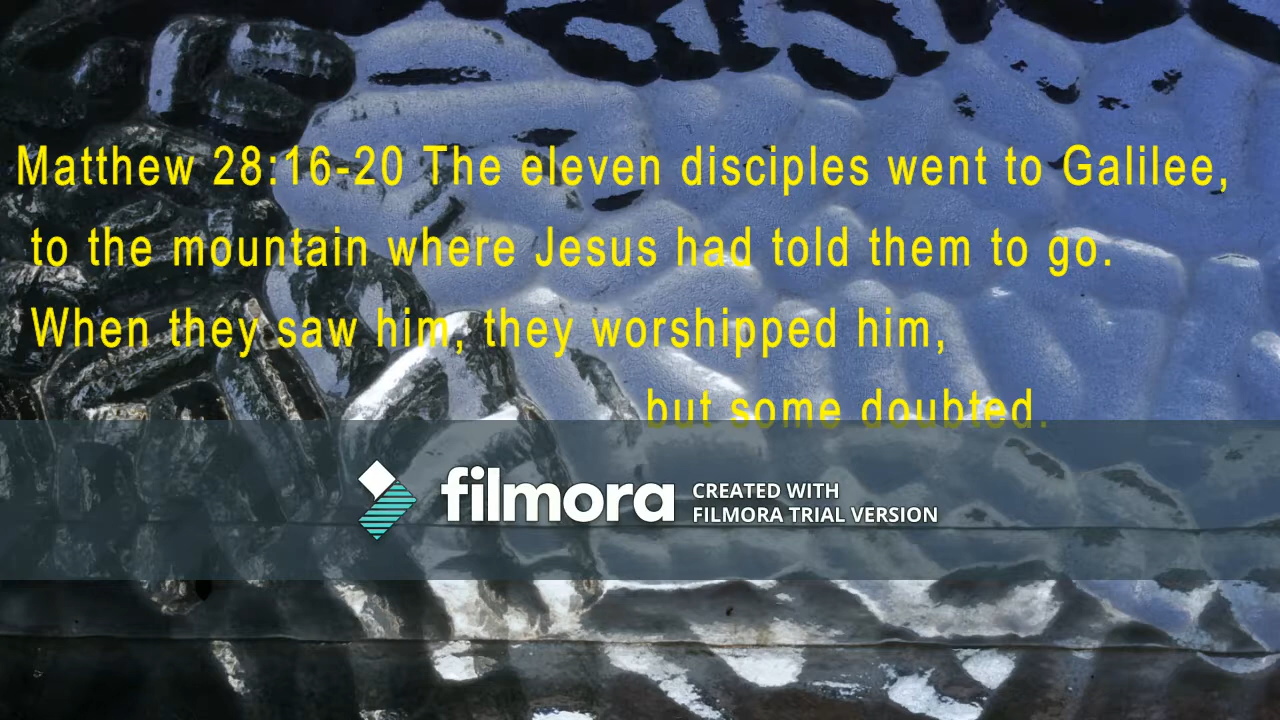 Matthew 28:16-20 The eleven disciples went to Galilee,
to the mountain where Jesus had told them to go.
When they saw him, they worshipped him,
but some doubted.
filmora
CREATED WITH
FILMORA TRIAL VERSION